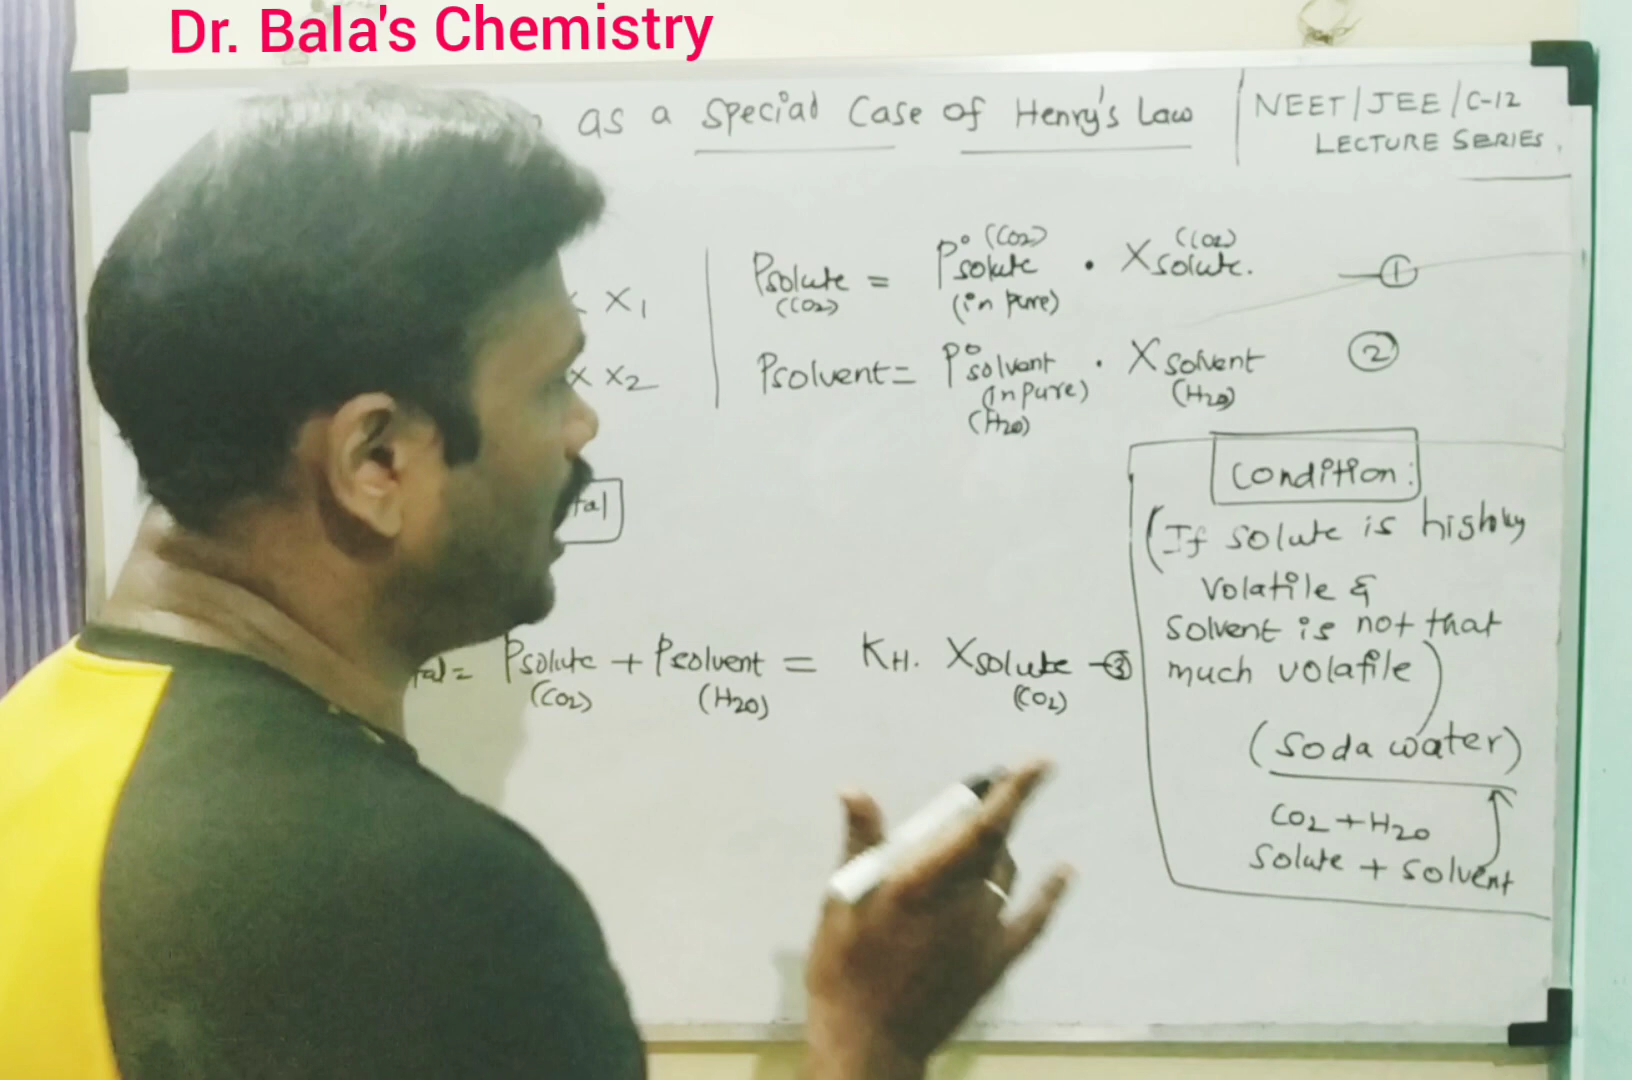 Dr. Bala's Chemistry
as a Special Case of Henry's Law
NEET/JEE/C-12
LECTURE SERIES.
X1
X X2
Psolute = P°solute · Xsolute. — ①
(CO2) (CO2) (CO2)
(in pure)
Psolvent = P°solvent · Xsolvent ②
(in pure) (H2O)
(H2O)
tal
Condition:
(If solute is highly
volatile &
solvent is not that
much volatile)
(Soda water)
CO2 + H2O
Solute + Solvent
tal = Psolute + Psolvent = KH. Xsolute - ③
(CO2) (H2O) (CO2)